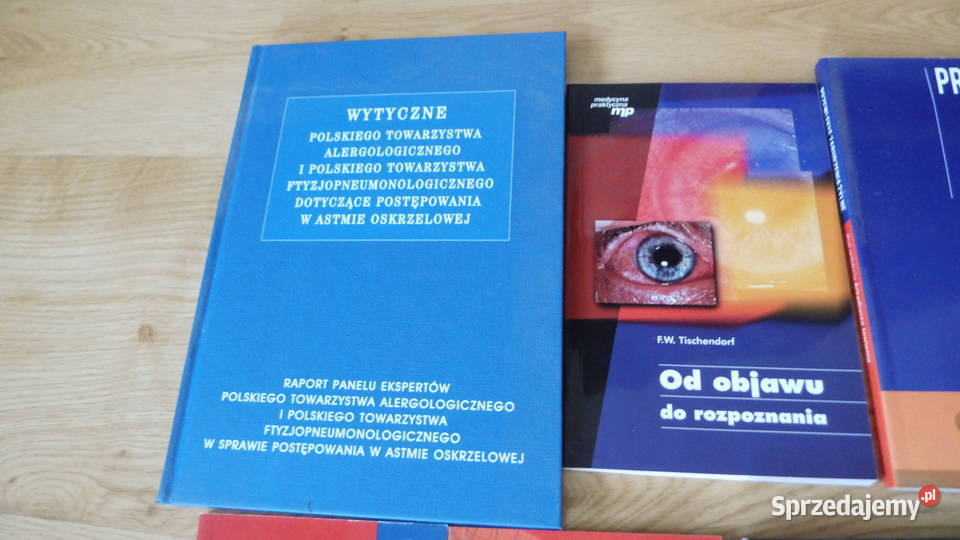 WYTYCZNE
POLSKIEGO TOWARZYSTWA
ALERGOLOGICZNEGO
I POLSKIEGO TOWARZYSTWA
FTYZJOPNEUMONOLOGICZNEGO
DOTYCZĄCE POSTĘPOWANIA
W ASTMIE OSKRZELOWEJ
RAPORT PANELU EKSPERTÓW
POLSKIEGO TOWARZYSTWA ALERGOLOGICZNEGO
I POLSKIEGO TOWARZYSTWA
FTYZJOPNEUMONOLOGICZNEGO
W SPRAWIE POSTĘPOWANIA W ASTMIE OSKRZELOWEJ
medycyna
praktyczna
mp
F.W. Tischendorf
Od objawu
do rozpoznania
PR
Sprzedajemy.pl